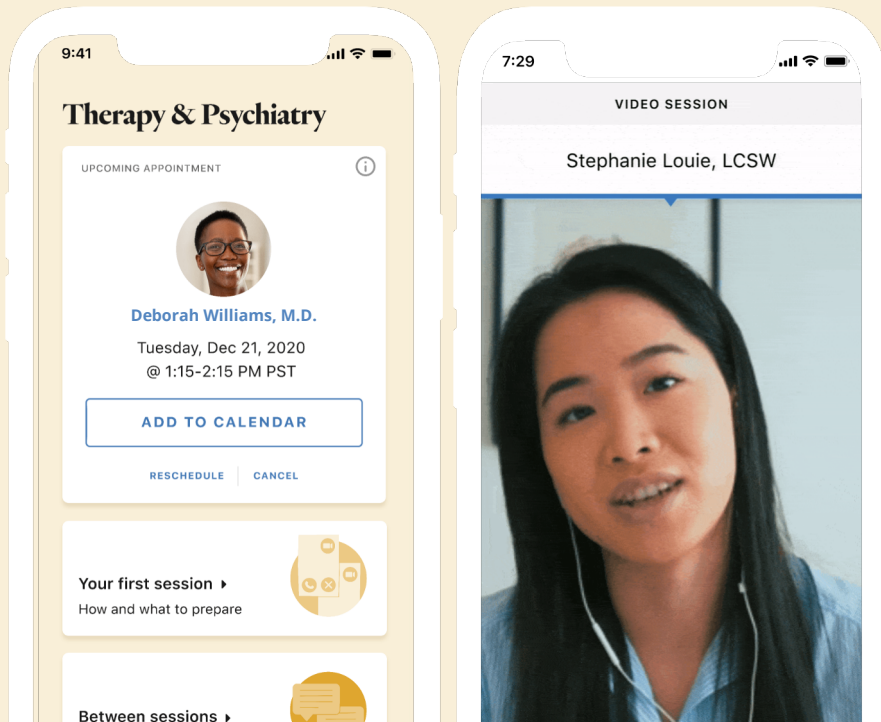 9:41
Therapy & Psychiatry
UPCOMING APPOINTMENT
Deborah Williams, M.D.
Tuesday, Dec 21, 2020
@ 1:15-2:15 PM PST
ADD TO CALENDAR
RESCHEDULE
CANCEL
Your first session
How and what to prepare
Between sessions
7:29
VIDEO SESSION
Stephanie Louie, LCSW